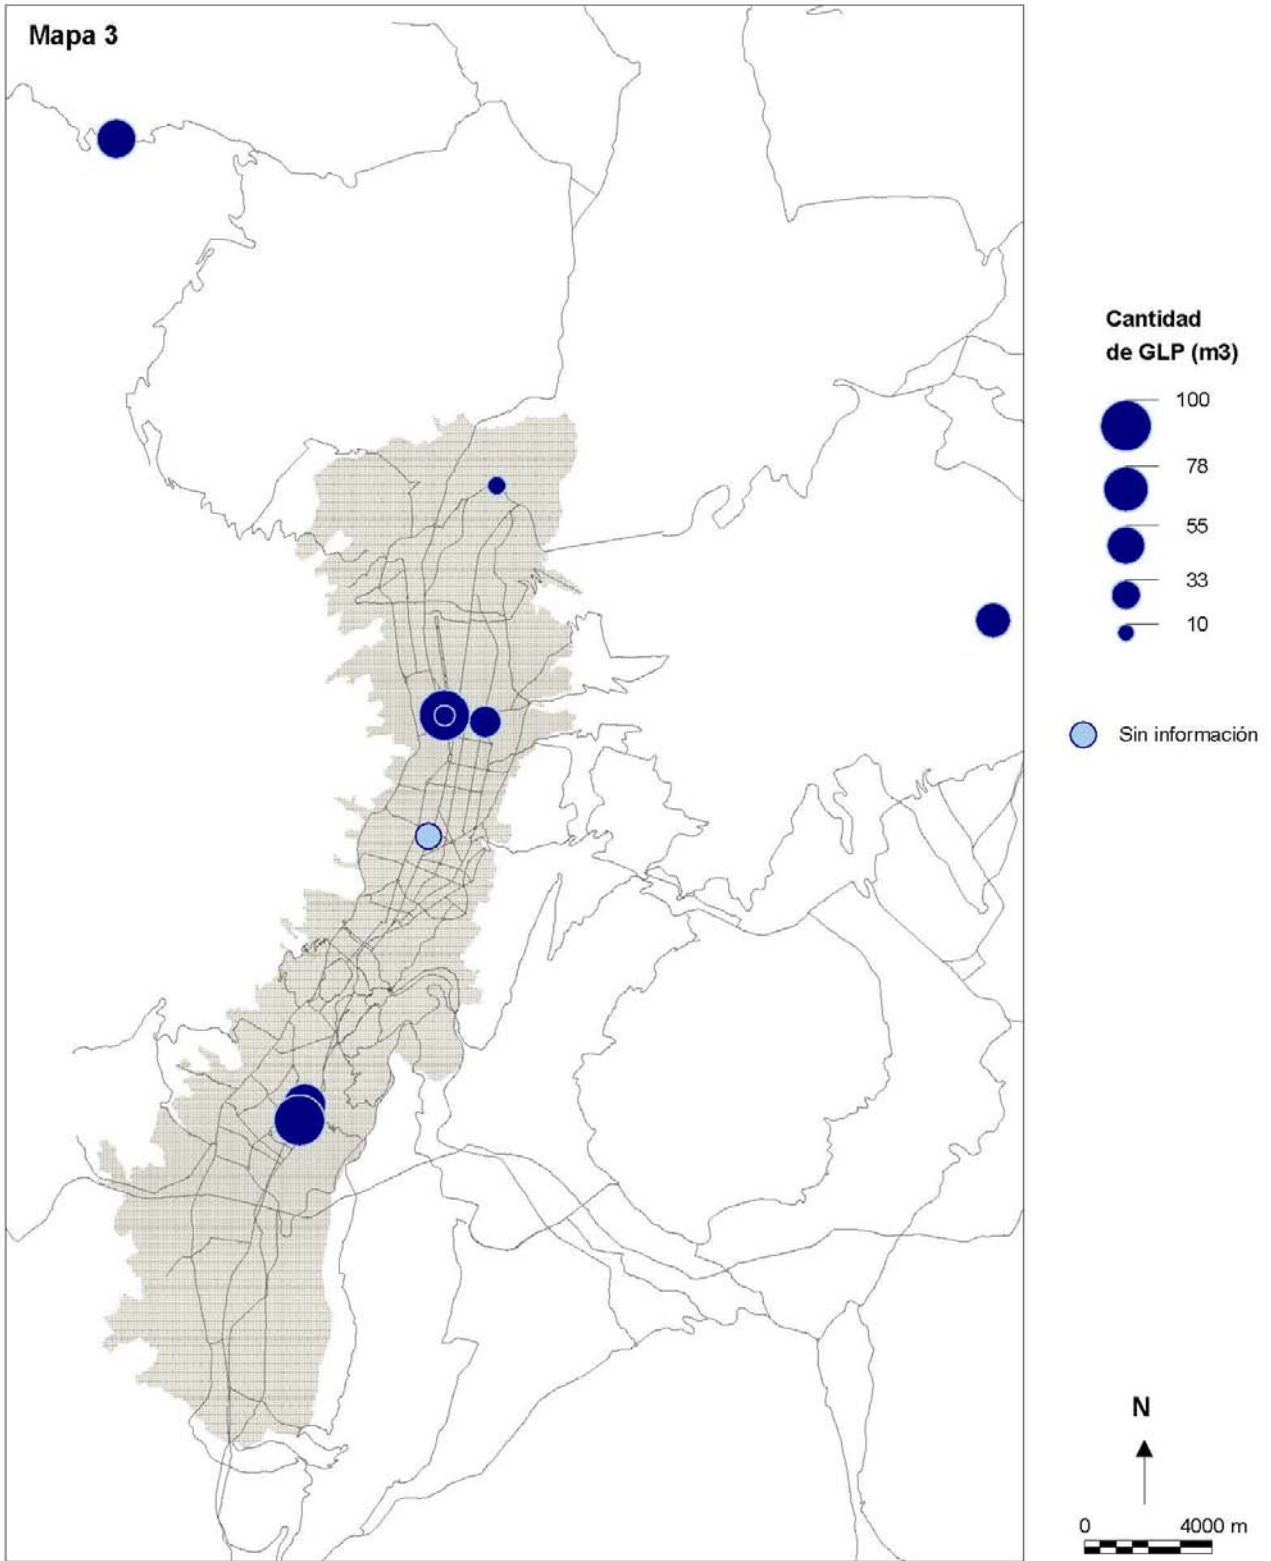 Mapa 3
Cantidad
de GLP (m3)
100
78
55
33
10
Sin información
N
0 4000 m